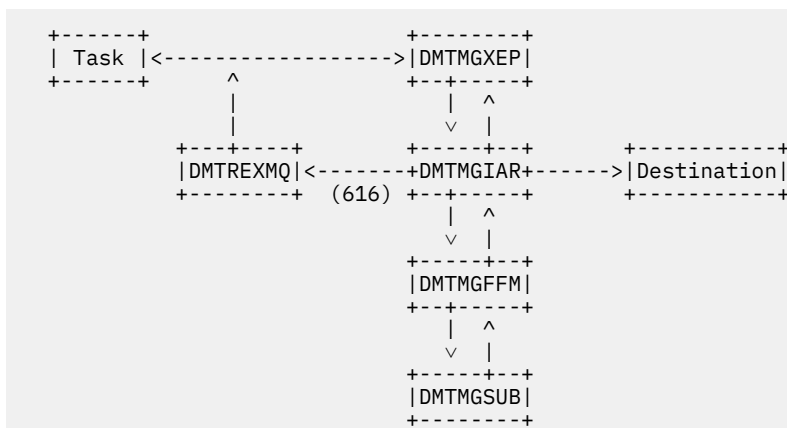 Task DMTMGXEP
DMTREXMQ DMTMGIAR Destination
(616)
DMTMGFFM
DMTMGSUB